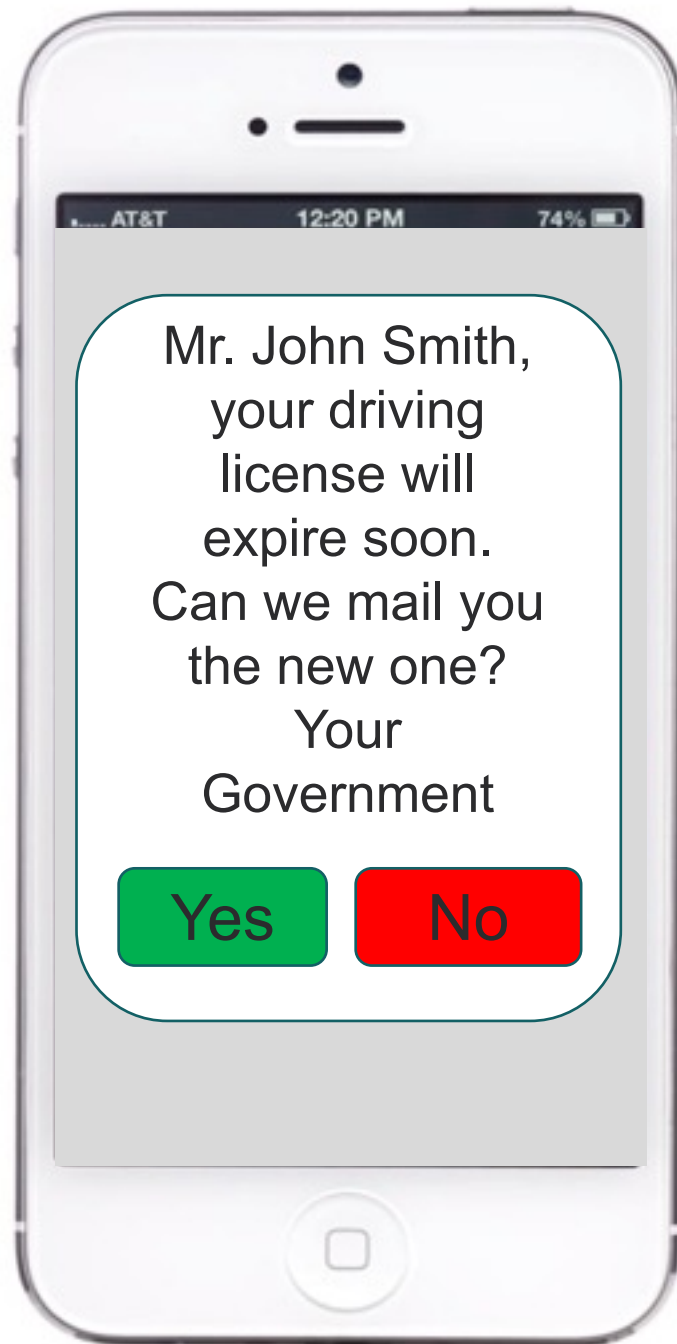 ..... AT&T 12:20 PM 74%
Mr. John Smith,
your driving
license will
expire soon.
Can we mail you
the new one?
Your
Government
Yes No